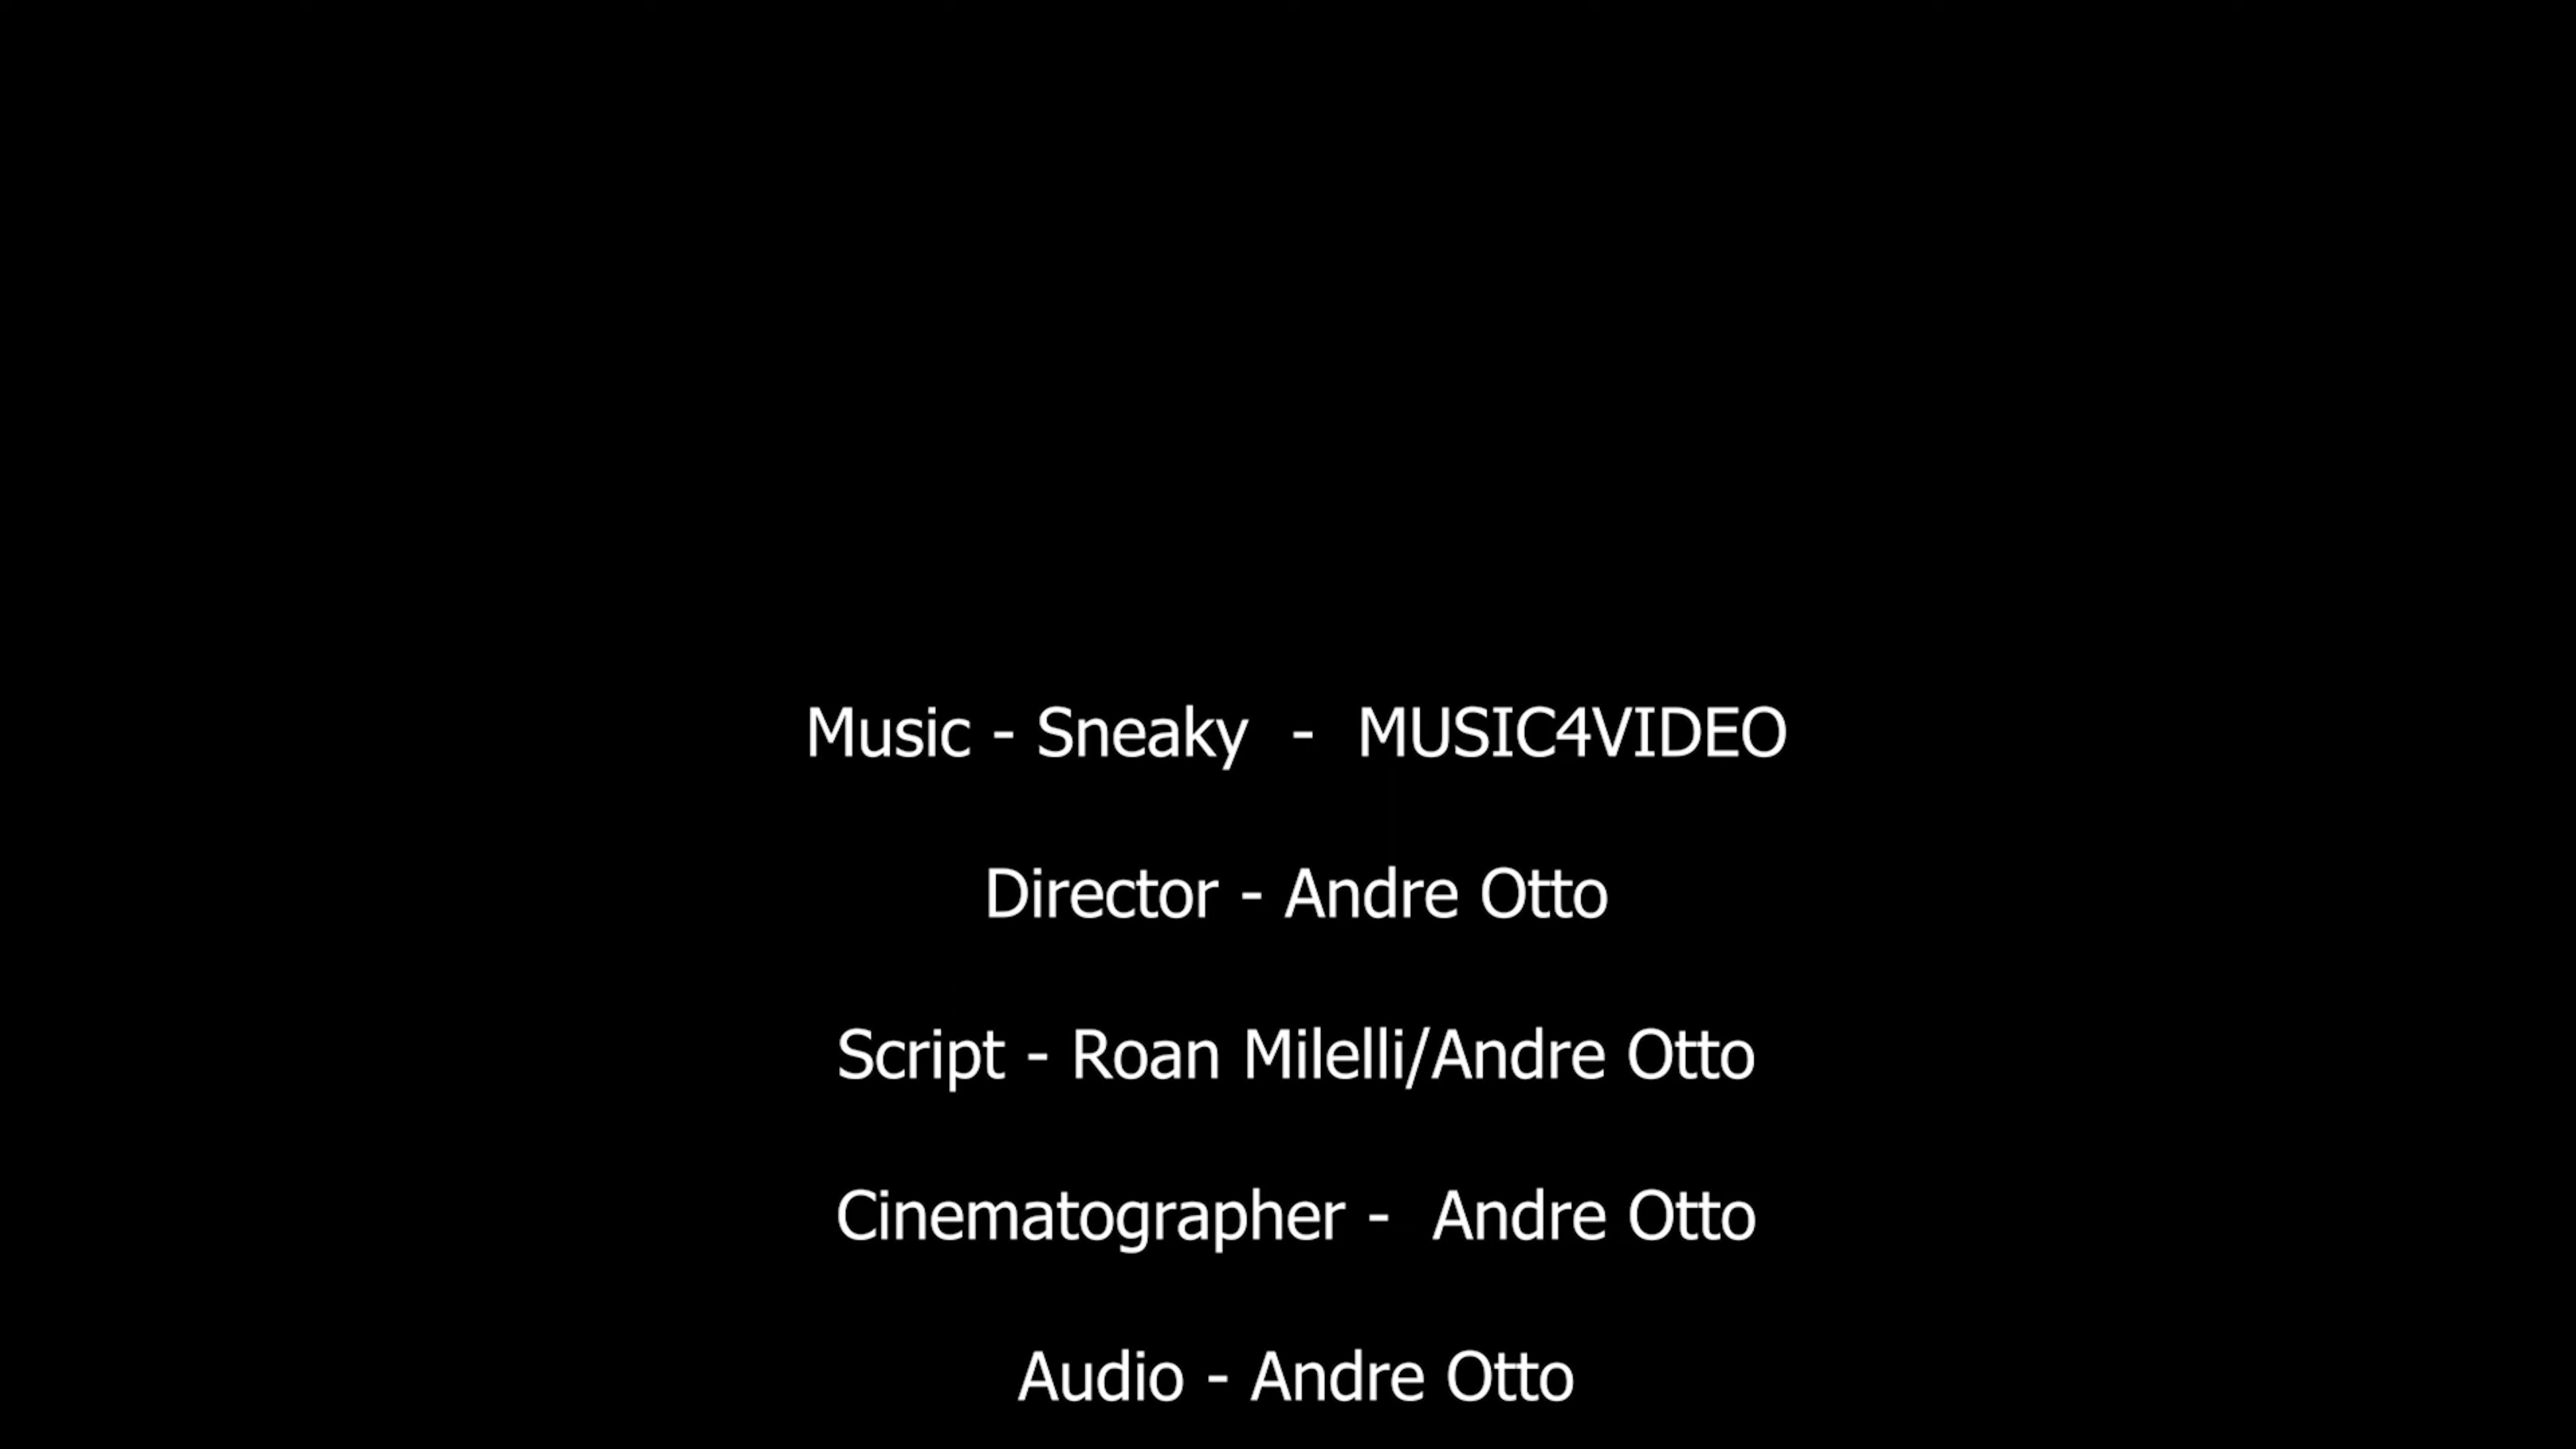 Music - Sneaky  -  MUSIC4VIDEO
Director - Andre Otto
Script - Roan Milelli/Andre Otto
Cinematographer -  Andre Otto
Audio - Andre Otto